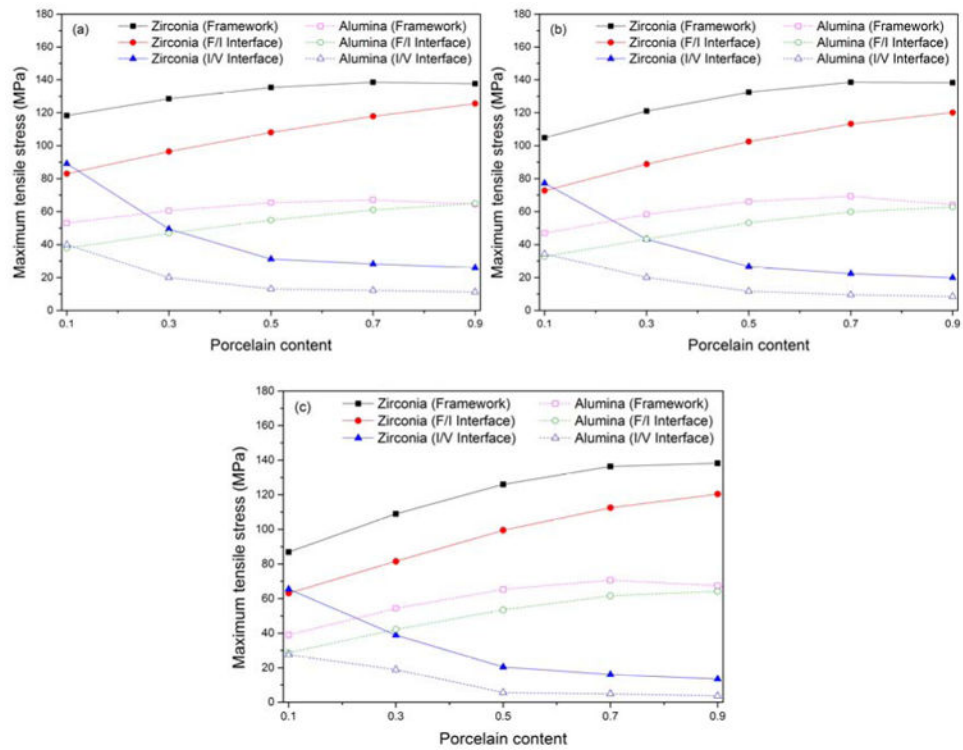 (a)
Zirconia (Framework)
Zirconia (F/I Interface)
Zirconia (I/V Interface)
Alumina (Framework)
Alumina (F/I Interface)
Alumina (I/V Interface)
Maximum tensile stress (MPa)
180
160
140
120
100
80
60
40
20
0
0.1 0.3 0.5 0.7 0.9
Porcelain content
(b)
Zirconia (Framework)
Zirconia (F/I Interface)
Zirconia (I/V Interface)
Alumina (Framework)
Alumina (F/I Interface)
Alumina (I/V Interface)
Maximum tensile stress (MPa)
180
160
140
120
100
80
60
40
20
0
0.1 0.3 0.5 0.7 0.9
Porcelain content
(c)
Zirconia (Framework)
Zirconia (F/I Interface)
Zirconia (I/V Interface)
Alumina (Framework)
Alumina (F/I Interface)
Alumina (I/V Interface)
Maximum tensile stress (MPa)
180
160
140
120
100
80
60
40
20
0
0.1 0.3 0.5 0.7 0.9
Porcelain content